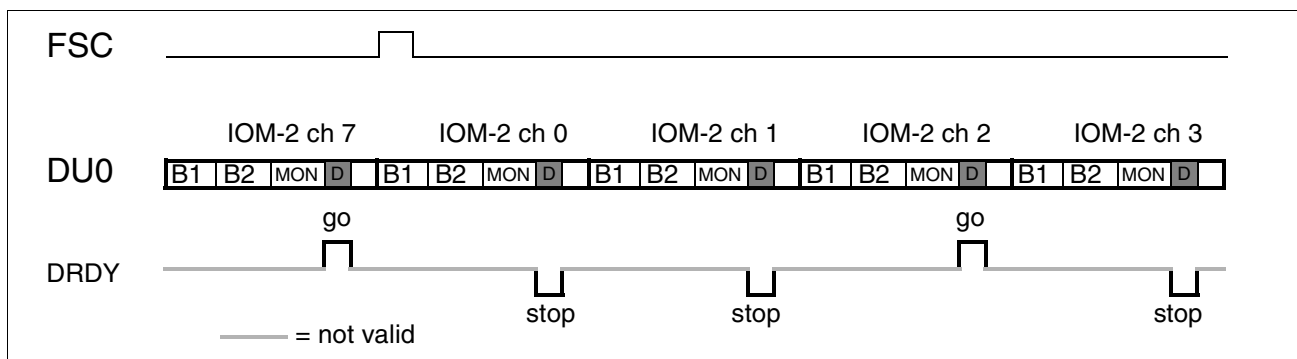 FSC
IOM-2 ch 7 IOM-2 ch 0 IOM-2 ch 1 IOM-2 ch 2 IOM-2 ch 3
DU0 B1 B2 MON D B1 B2 MON D B1 B2 MON D B1 B2 MON D B1 B2 MON D
go go
DRDY
stop stop stop
= not valid